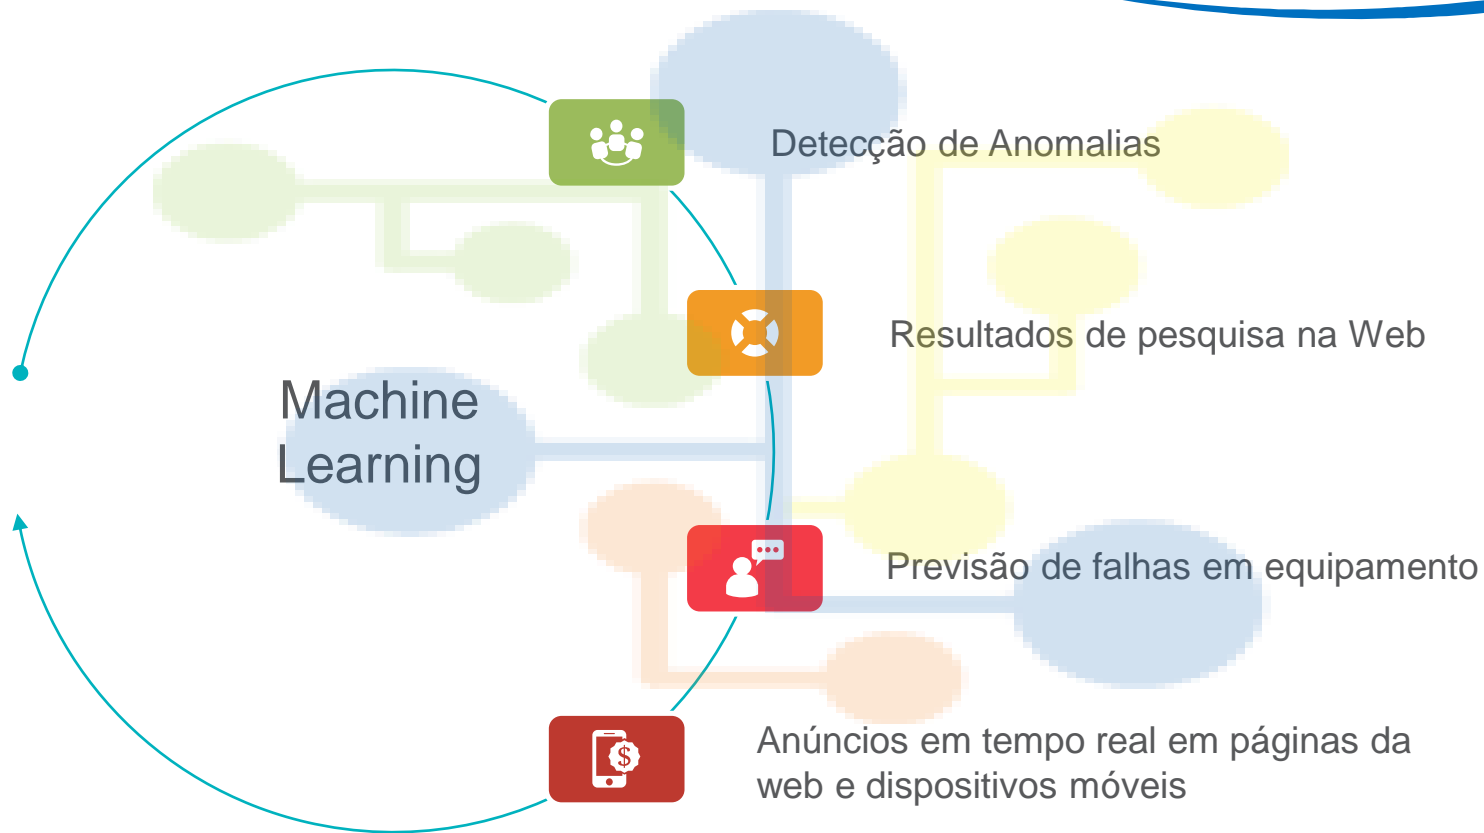 Detecção de Anomalias
Resultados de pesquisa na Web
Machine
Learning
Previsão de falhas em equipamento
Anúncios em tempo real em páginas da
web e dispositivos móveis
$